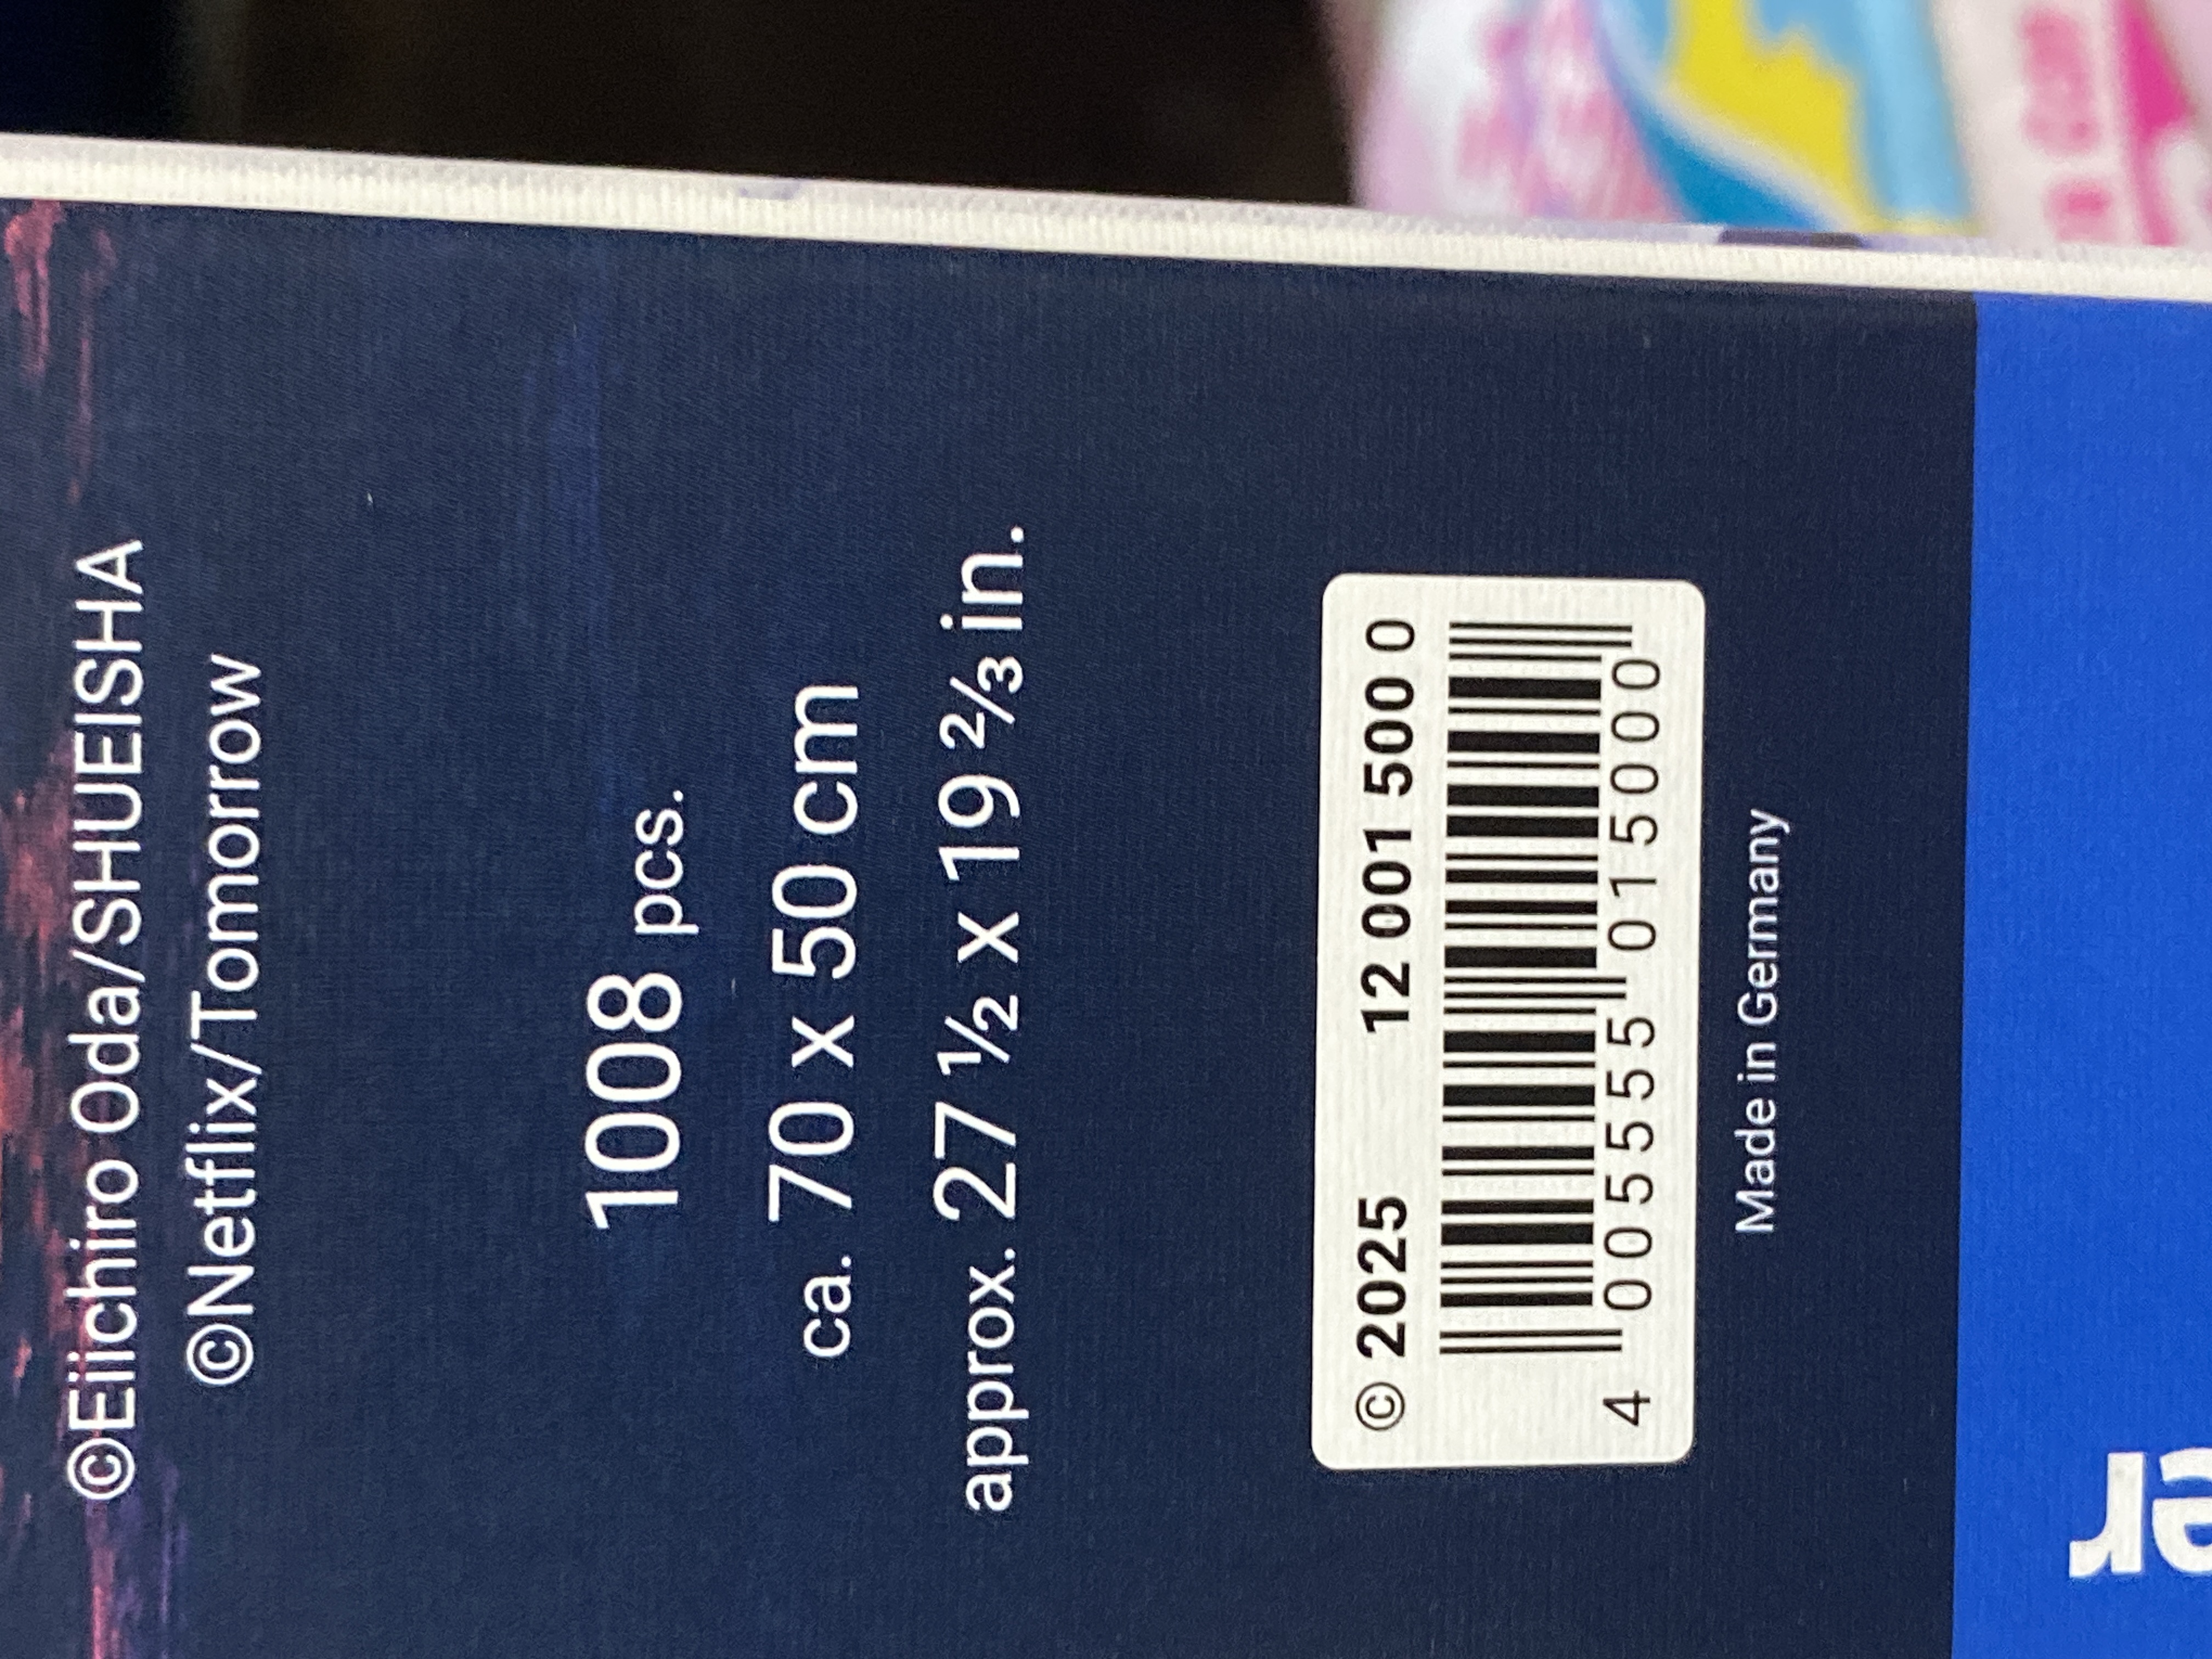 ©Eiichiro Oda/SHUEISHA
©Netflix/Tomorrow
1008 pcs.
ca. 70 x 50 cm
approx. 27 ½ x 19 ⅔ in.
© 2025 12 001 500 0
4 005555 015000
Made in Germany
er